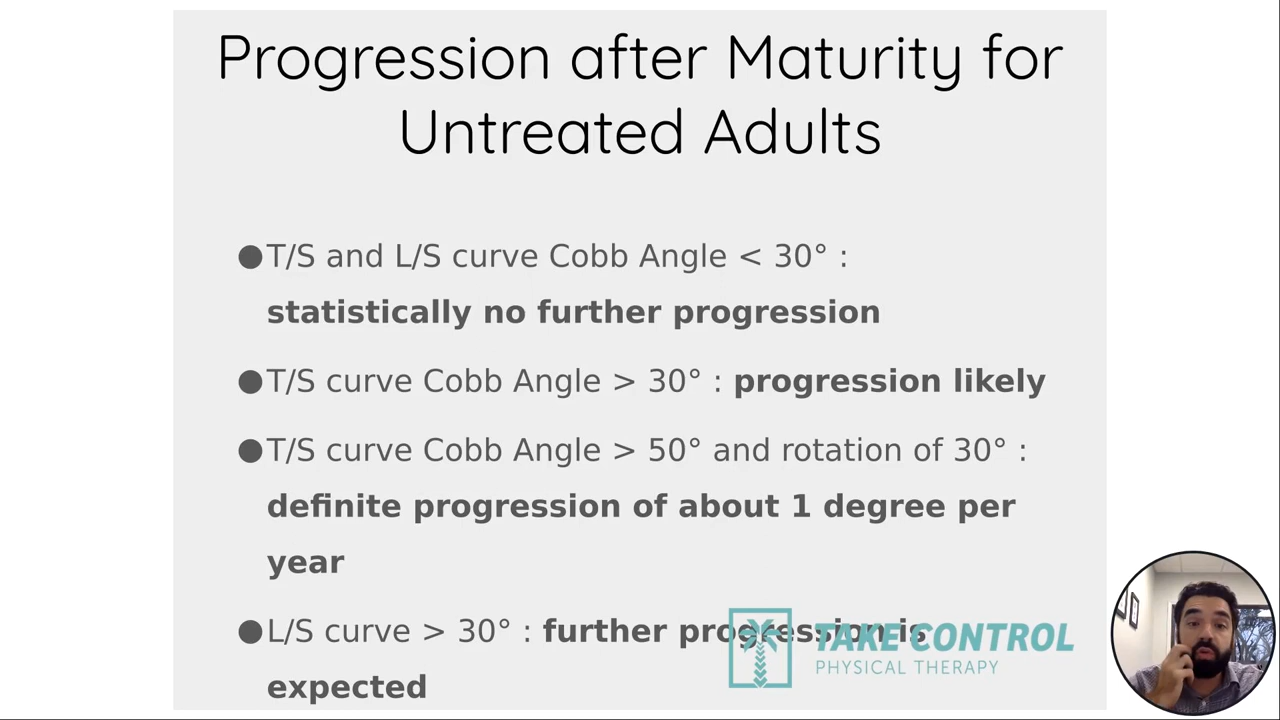 Progression after Maturity for
Untreated Adults
●T/S and L/S curve Cobb Angle < 30° :
statistically no further progression
●T/S curve Cobb Angle > 30° : progression likely
●T/S curve Cobb Angle > 50° and rotation of 30° :
definite progression of about 1 degree per
year
●L/S curve > 30° : further progression is
expected
TAKE CONTROL
PHYSICAL THERAPY